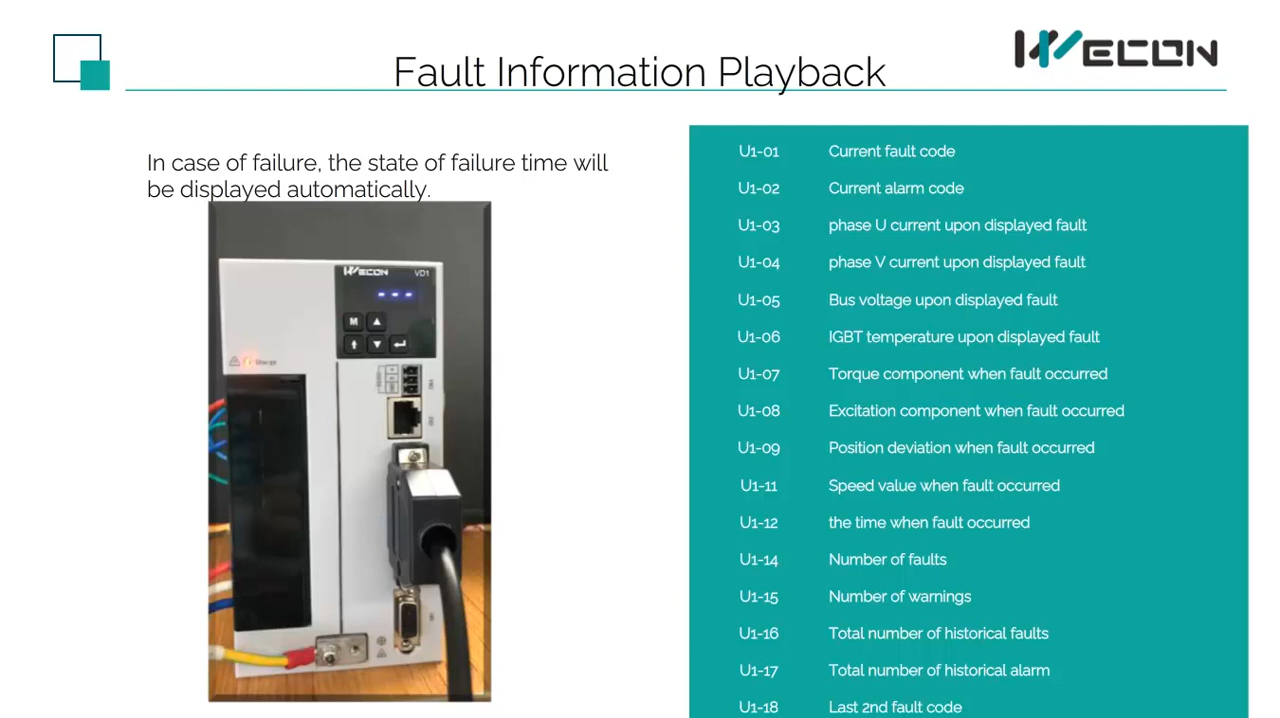 Fault Information Playback
WECON
In case of failure, the state of failure time will
be displayed automatically.
WECON VD1
---
M
U1-01 Current fault code
U1-02 Current alarm code
U1-03 phase U current upon displayed fault
U1-04 phase V current upon displayed fault
U1-05 Bus voltage upon displayed fault
U1-06 IGBT temperature upon displayed fault
U1-07 Torque component when fault occurred
U1-08 Excitation component when fault occurred
U1-09 Position deviation when fault occurred
U1-11 Speed value when fault occurred
U1-12 the time when fault occurred
U1-14 Number of faults
U1-15 Number of warnings
U1-16 Total number of historical faults
U1-17 Total number of historical alarm
U1-18 Last 2nd fault code